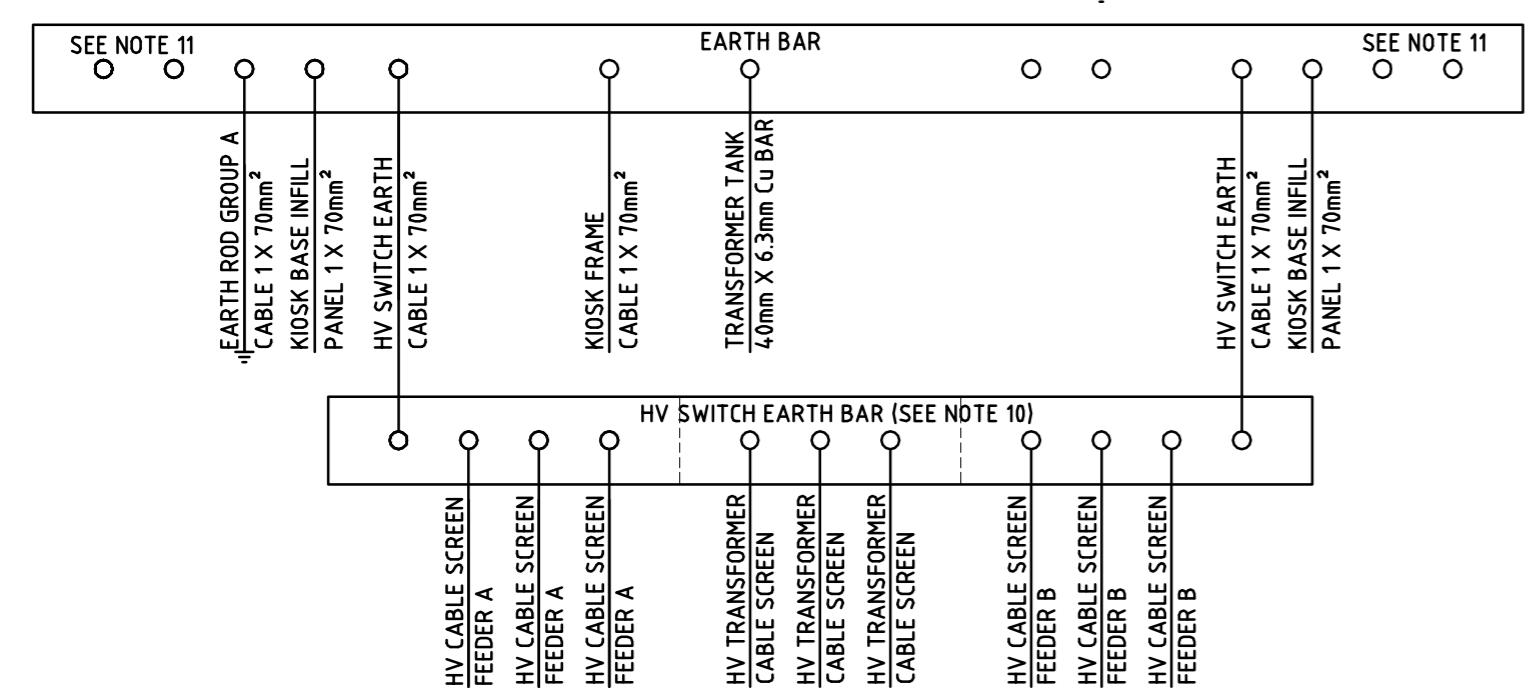 SEE NOTE 11
EARTH BAR
SEE NOTE 11
EARTH ROD GROUP A
CABLE 1 X 70mm²
KIOSK BASE INFILL
PANEL 1 X 70mm²
HV SWITCH EARTH
CABLE 1 X 70mm²
KIOSK FRAME
CABLE 1 X 70mm²
TRANSFORMER TANK
40mm X 6.3mm Cu BAR
HV SWITCH EARTH
CABLE 1 X 70mm²
KIOSK BASE INFILL
PANEL 1 X 70mm²
HV SWITCH EARTH BAR (SEE NOTE 10)
HV CABLE SCREEN
FEEDER A
HV CABLE SCREEN
FEEDER A
HV CABLE SCREEN
FEEDER A
HV TRANSFORMER
CABLE SCREEN
HV TRANSFORMER
CABLE SCREEN
HV TRANSFORMER
CABLE SCREEN
HV CABLE SCREEN
FEEDER B
HV CABLE SCREEN
FEEDER B
HV CABLE SCREEN
FEEDER B